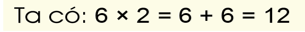 Ta có: 6 × 2 = 6 + 6 = 12